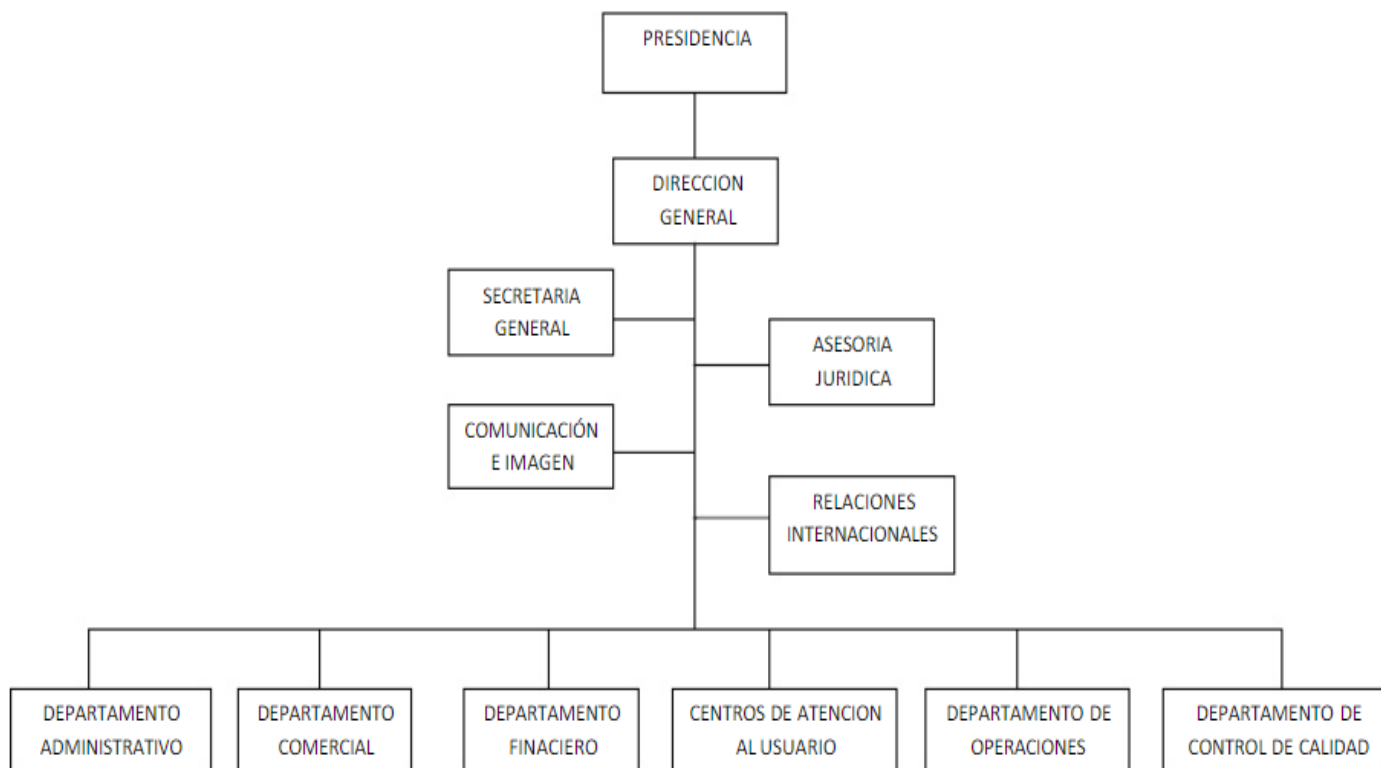 PRESIDENCIA
DIRECCION
GENERAL
SECRETARIA
GENERAL
ASESORIA
JURIDICA
COMUNICACIÓN
E IMAGEN
RELACIONES
INTERNACIONALES
DEPARTAMENTO
ADMINISTRATIVO
DEPARTAMENTO
COMERCIAL
DEPARTAMENTO
FINACIERO
CENTROS DE ATENCION
AL USUARIO
DEPARTAMENTO DE
OPERACIONES
DEPARTAMENTO DE
CONTROL DE CALIDAD